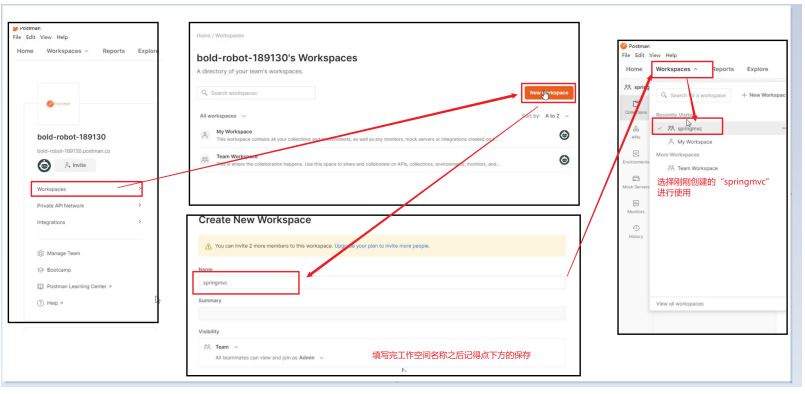 Postman
File Edit View Help
Home Workspaces Reports Explore
bold-robot-189130
bold-robot-189130.postman.co
Invite
Workspaces
Private API Network
Integrations
Manage Team
Bootcamp
Postman Learning Center
Help
Home / Workspaces
bold-robot-189130's Workspaces
A directory of your team's workspaces.
Search workspaces
New workspace
All workspaces
Sort by: A to Z
My Workspace
This workspace contains all your collections and environments, as well as any monitors, mock servers or integrations created on...
Team Workspace
This is where the collaboration happens. Use this space to share and collaborate on APIs, collections, environments, monitors, and...
Create New Workspace
You can invite 2 more members to this workspace. Upgrade your plan to invite more people.
Name
springmvc
Summary
Visibility
Team
All teammates can view and join as Admin
填写完工作空间名称之后记得点下方的保存
Postman
File Edit View Help
Home Workspaces Reports Explore
spring
Search for a workspace
New Workspac
Collections
Recently Visited
springmvc
APIs
My Workspace
More Workspaces
Environments
Team Workspace
Mock Servers
选择刚刚创建的“springmvc”
进行使用
Monitors
History
View all workspaces